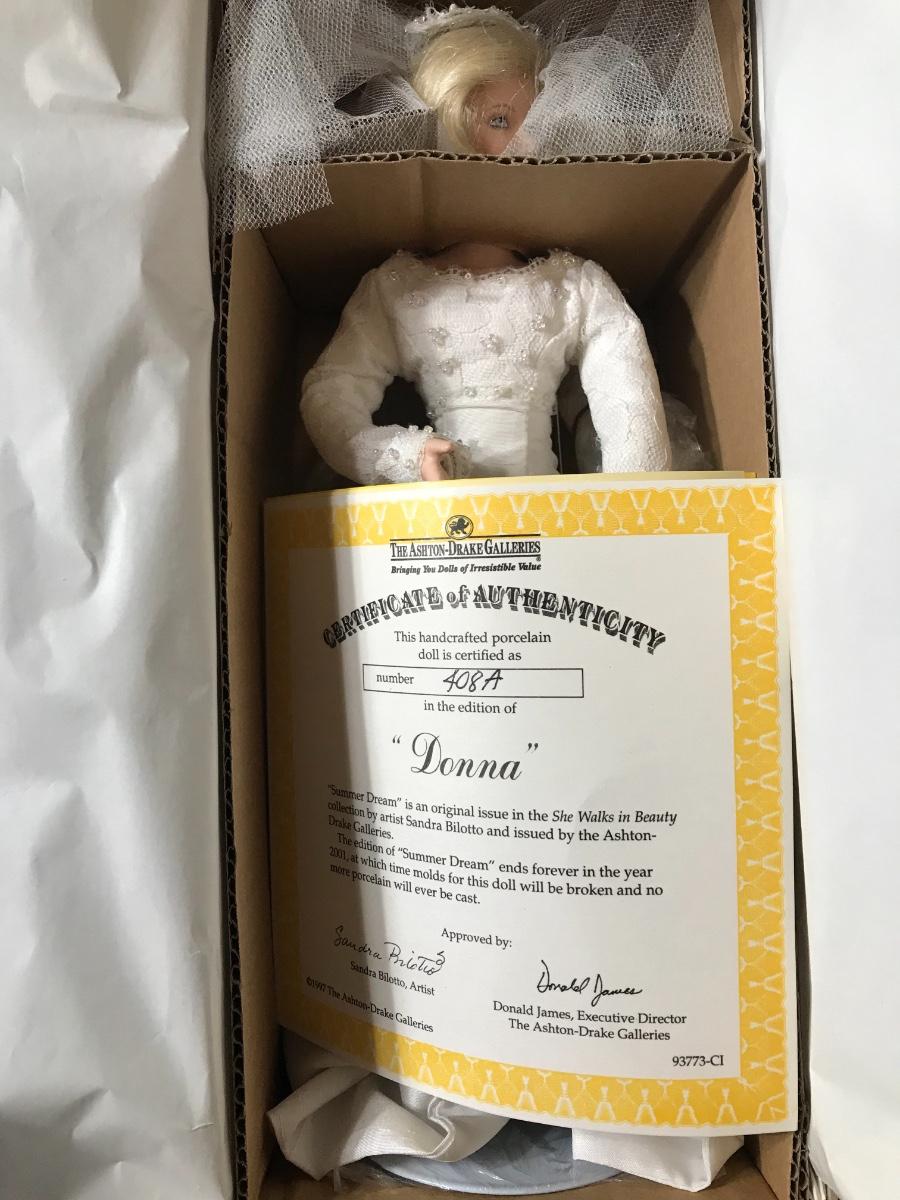 THE ASHTON-DRAKE GALLERIES
®
Bringing You Dolls of Irresistible Value
CERTIFICATE of AUTHENTICITY
This handcrafted porcelain
doll is certified as
number 408A
in the edition of
“Donna”
"Summer Dream" is an original issue in the She Walks in Beauty
collection by artist Sandra Bilotto and issued by the Ashton-
Drake Galleries.
The edition of "Summer Dream" ends forever in the year
2001, at which time molds for this doll will be broken and no
more porcelain will ever be cast.
Approved by:
Sandra Bilotto
Sandra Bilotto, Artist
Donald James
Donald James, Executive Director
The Ashton-Drake Galleries
©1997 The Ashton-Drake Galleries
93773-CI